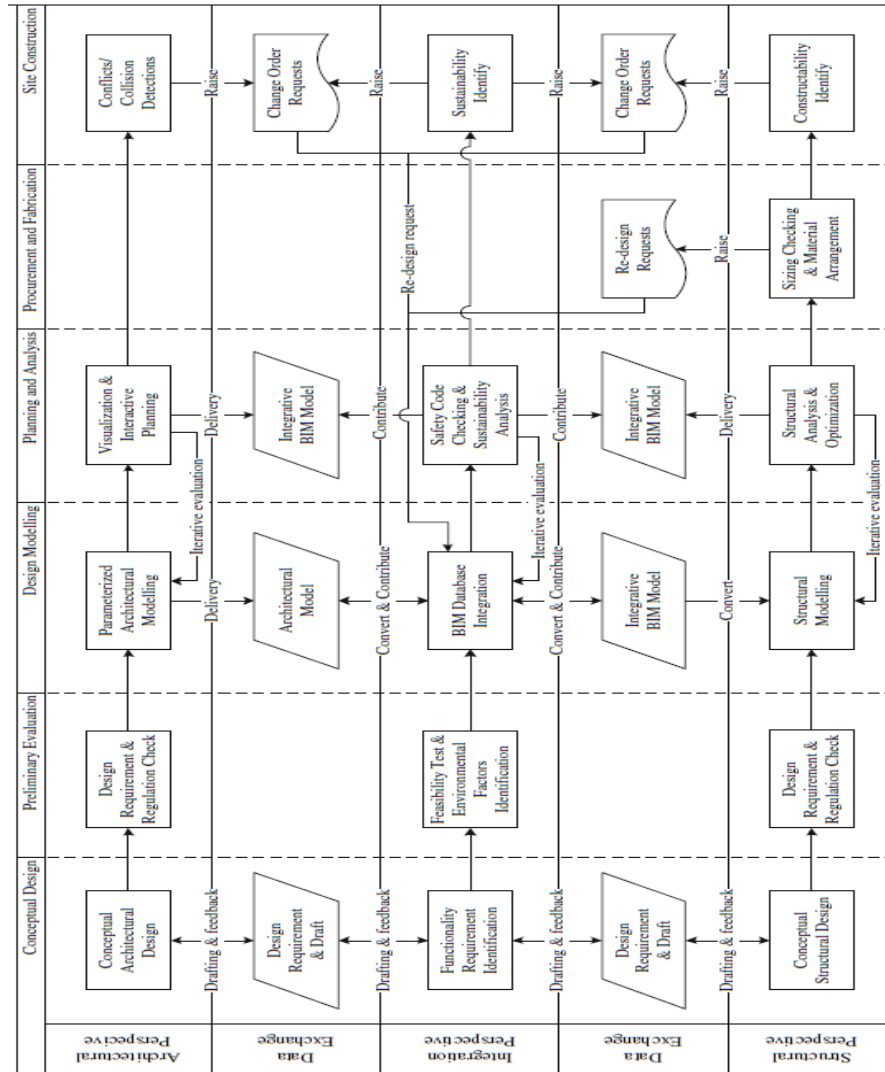 Conceptual Design
Preliminary Evaluation
Design Modelling
Planning and Analysis
Procurement and Fabrication
Site Construction
Architectural
Perspecive
Conceptual
Architectural
Design
Design
Requirement &
Regulation Check
Parameterized
Architectural
Modelling
Visualization &
Interactive
Planning
Conflicts/
Collision
Detections
Iterative evaluation
Drafting & feedback
Delivery
Delivery
Raise
Data
Exchange
Design
Requirement
& Draft
Architectural
Model
Integrative
BIM Model
Change Order
Requests
Drafting & feedback
Convert & Contribute
Contribute
Re-design request
Raise
Integration
Perspective
Functionality
Requirement
Identification
Feasibility Test &
Environmental
Factors
Identification
BIM Database
Integration
Safety Code
Checking &
Sustainability
Analysis
Sustainability
Identify
Iterative evaluation
Drafting & feedback
Convert & Contribute
Contribute
Raise
Data
Exchange
Design
Requirement
& Draft
Integrative
BIM Model
Integrative
BIM Model
Re-design
Requests
Change Order
Requests
Drafting & feedback
Convert
Delivery
Raise
Raise
Structural
Perspective
Conceptual
Structural Design
Design
Requirement &
Regulation Check
Structural
Modelling
Structural
Analysis &
Optimization
Sizing Checking
& Material
Arrangement
Constructability
Identify
Iterative evaluation